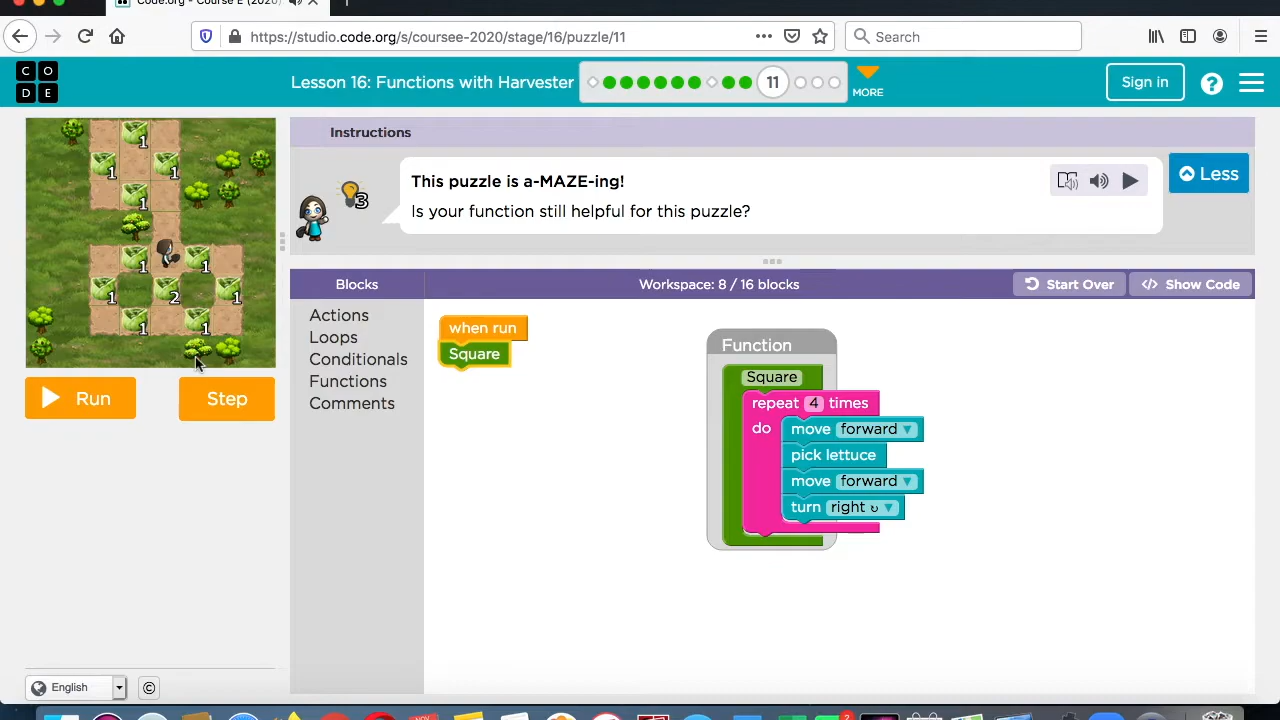 Code.org - Course E (2020)
https://studio.code.org/s/coursee-2020/stage/16/puzzle/11
Search
C O
D E
Lesson 16: Functions with Harvester
11
MORE
Sign in
?
Instructions
This puzzle is a-MAZE-ing!
Is your function still helpful for this puzzle?
3
Less
Blocks
Workspace: 8 / 16 blocks
Start Over
</> Show Code
1
1
1
1
1
1
1
2
1
1
1
Run
Step
Actions
Loops
Conditionals
Functions
Comments
when run
Square
Function
Square
repeat 4 times
do
move forward
pick lettuce
move forward
turn right
English
©
NOV
2